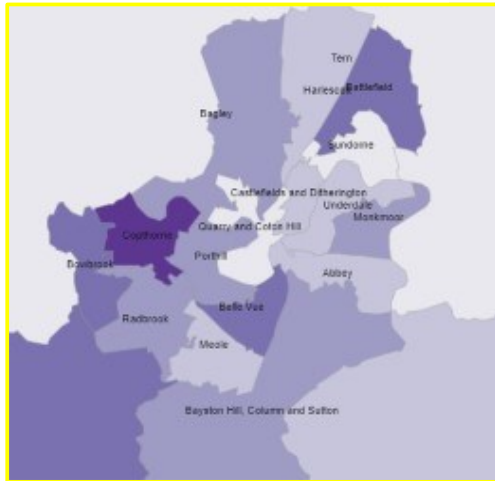 Tern
Harlescott
Battlefield
Bagley
Sundorne
Castlefields and Ditherington
Underdale
Monkmoor
Quarry and Coton Hill
Copthorne
Porthill
Bowbrook
Abbey
Belle Vue
Radbrook
Meole
Bayston Hill, Column and Sutton